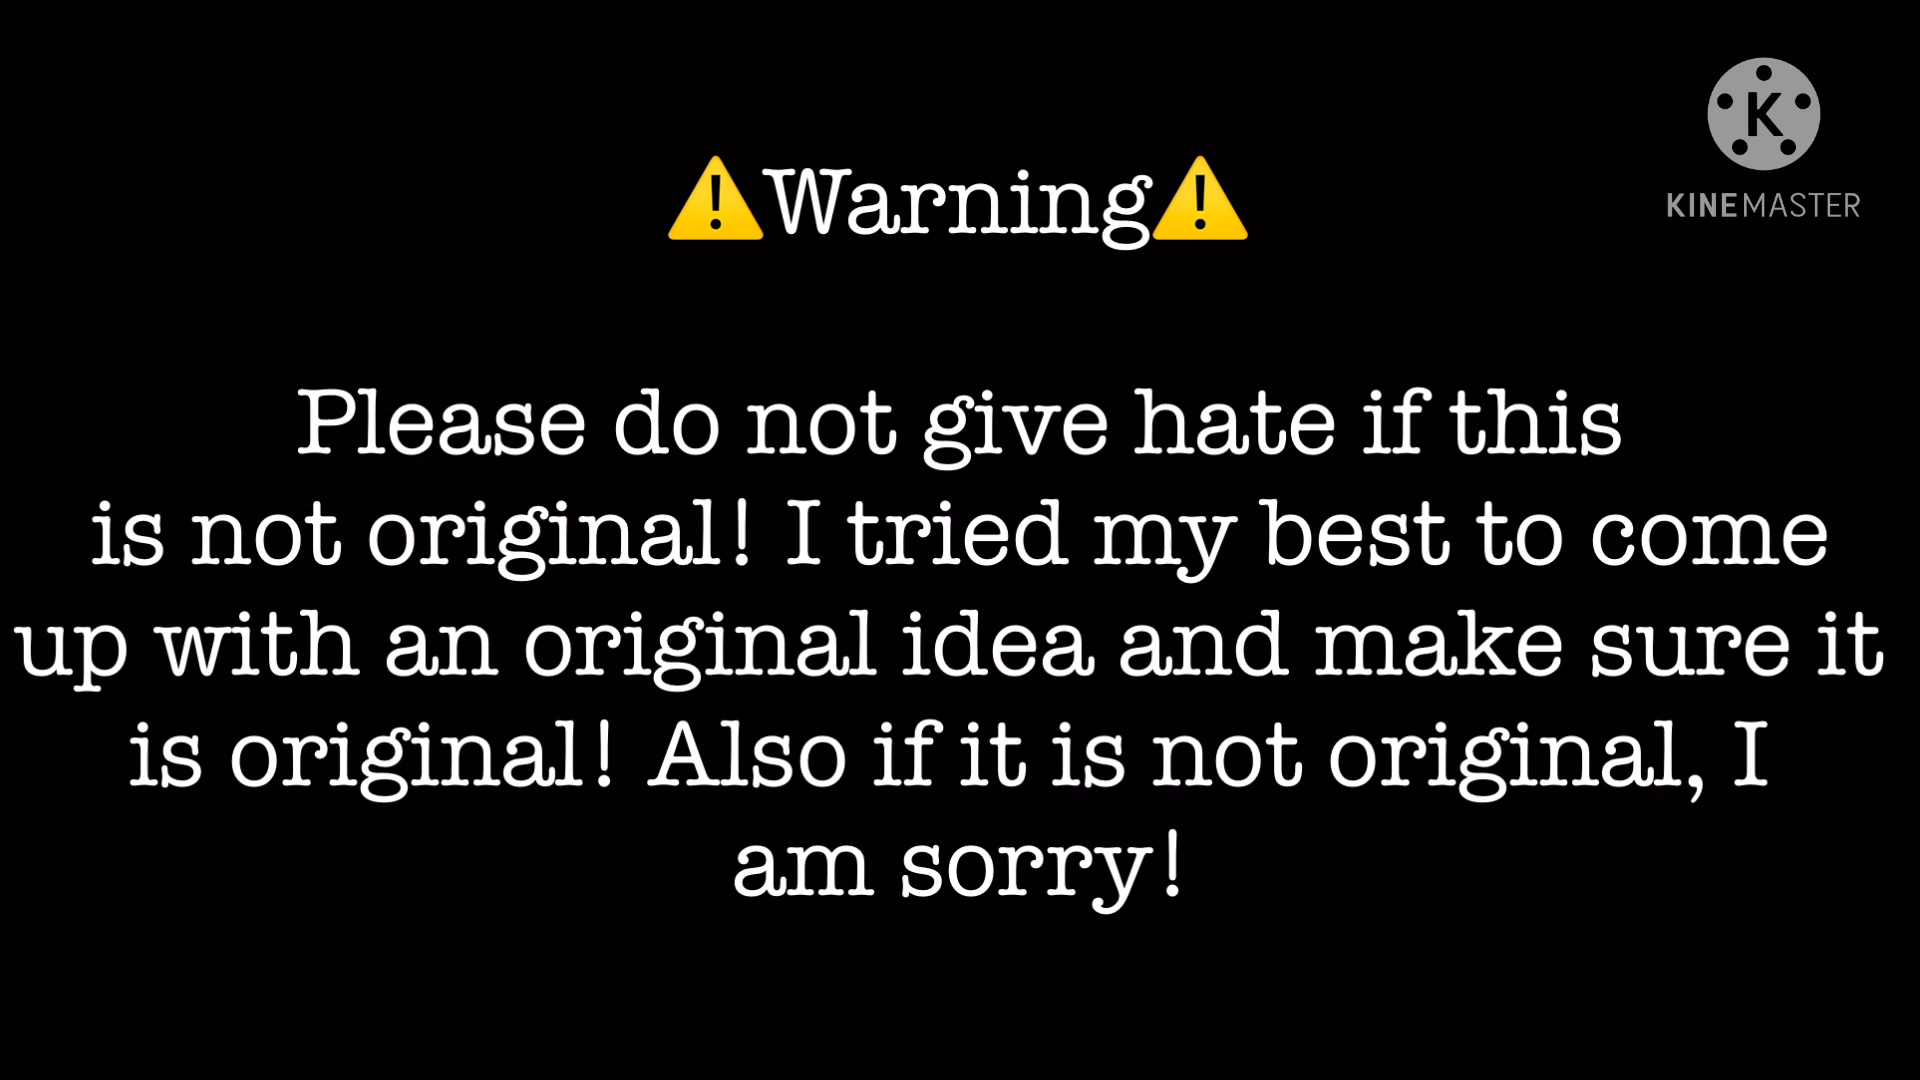 ⚠️Warning⚠️
K
KINEMASTER
Please do not give hate if this
is not original! I tried my best to come
up with an original idea and make sure it
is original! Also if it is not original, I
am sorry!